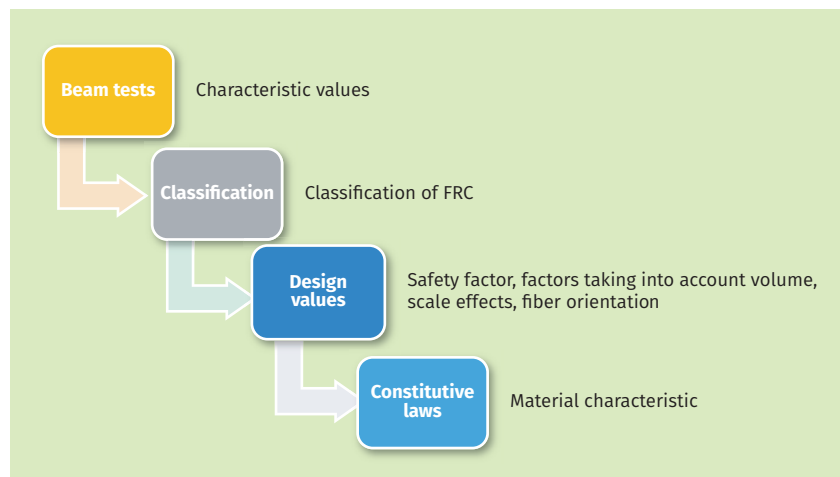 Beam tests
Characteristic values
Classification
Classification of FRC
Design
values
Safety factor, factors taking into account volume,
scale effects, fiber orientation
Constitutive
laws
Material characteristic